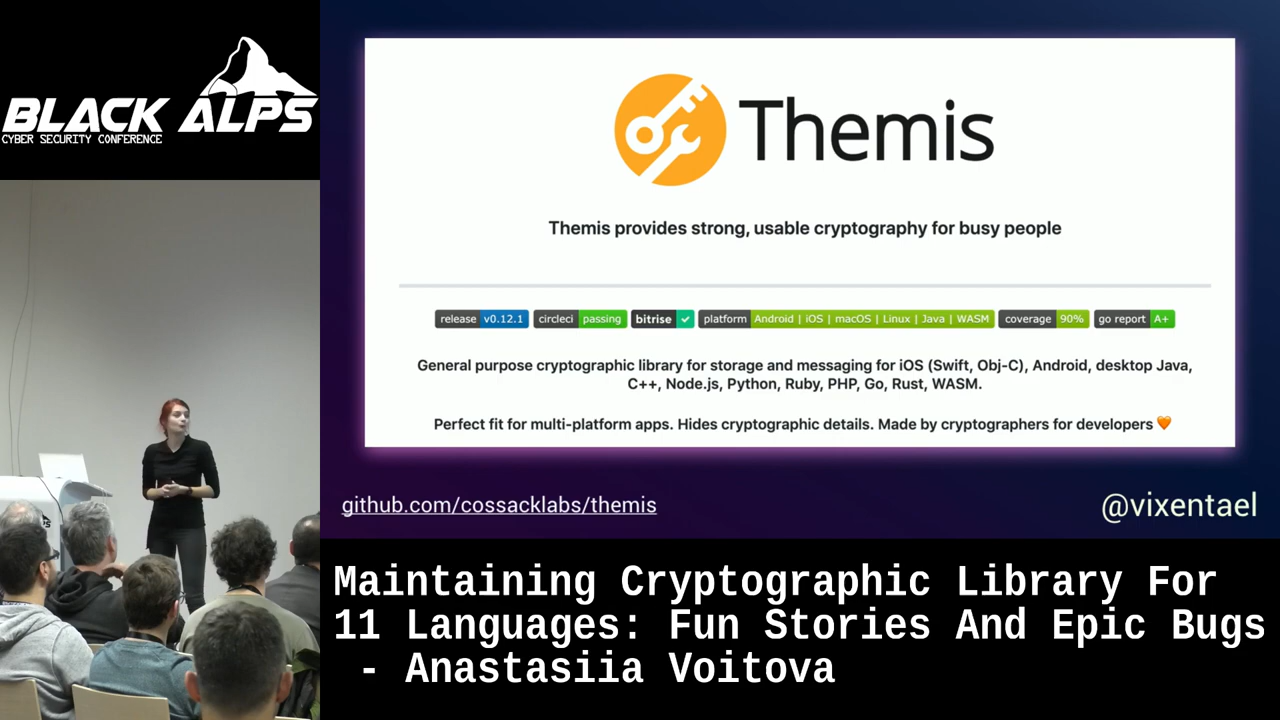 BLACK ALPS
CYBER SECURITY CONFERENCE
Themis
Themis provides strong, usable cryptography for busy people
release v0.12.1 circleci passing bitrise ✓ platform Android | iOS | macOS | Linux | Java | WASM coverage 90% go report A+
General purpose cryptographic library for storage and messaging for iOS (Swift, Obj-C), Android, desktop Java,
C++, Node.js, Python, Ruby, PHP, Go, Rust, WASM.
Perfect fit for multi-platform apps. Hides cryptographic details. Made by cryptographers for developers 🧡
github.com/cossacklabs/themis
@vixentael
Maintaining Cryptographic Library For
11 Languages: Fun Stories And Epic Bugs
- Anastasiia Voitova